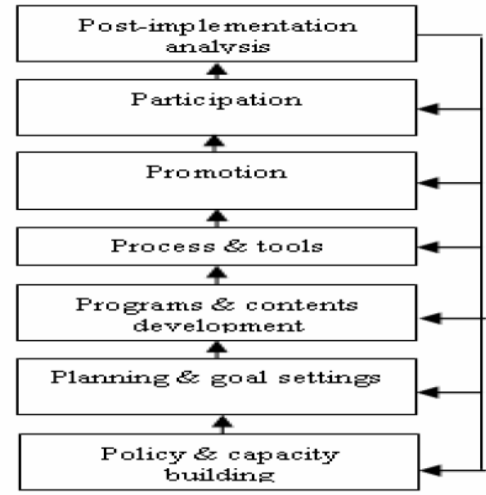 Post-implementation
analysis
Participation
Promotion
Process & tools
Programs & contents
development
Planning & goal settings
Policy & capacity
building